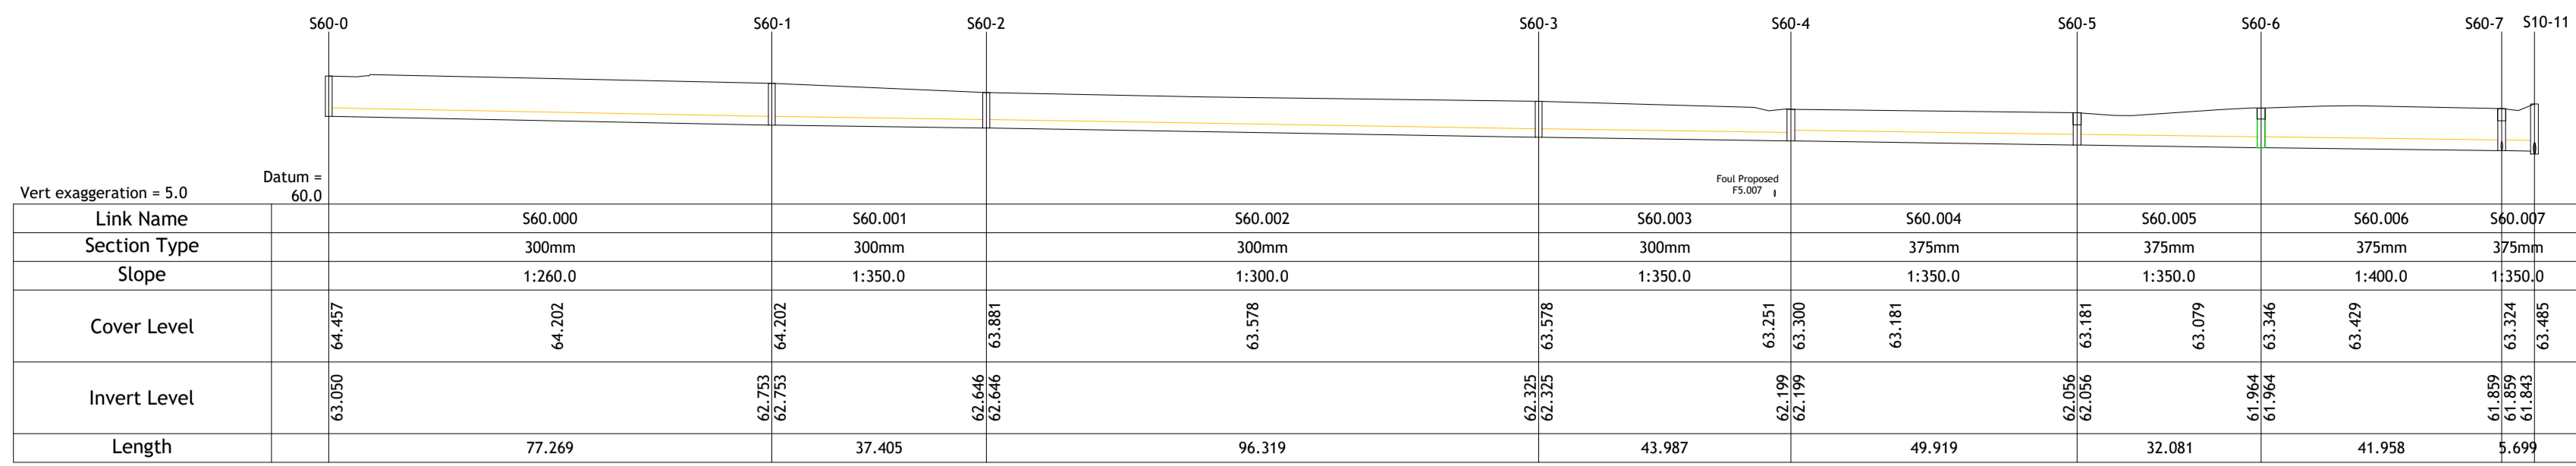 S60-0 S60-1 S60-2 S60-3 S60-4 S60-5 S60-6 S60-7 S10-11
Foul Proposed
F5.007
Datum =
60.0
Vert exaggeration = 5.0
Link Name S60.000 S60.001 S60.002 S60.003 S60.004 S60.005 S60.006 S60.007
Section Type 300mm 300mm 300mm 300mm 375mm 375mm 375mm 375mm
Slope 1:260.0 1:350.0 1:300.0 1:350.0 1:350.0 1:350.0 1:400.0 1:350.0
Cover Level 64.457 64.202 64.202 63.881 63.578 63.578 63.251 63.300 63.181 63.181 63.079 63.346 63.429 63.324 63.485
Invert Level 63.050 62.753 62.753 62.646 62.646 62.325 62.325 62.199 62.199 62.056 62.056 61.964 61.964 61.859 61.859 61.843
Length 77.269 37.405 96.319 43.987 49.919 32.081 41.958 5.699